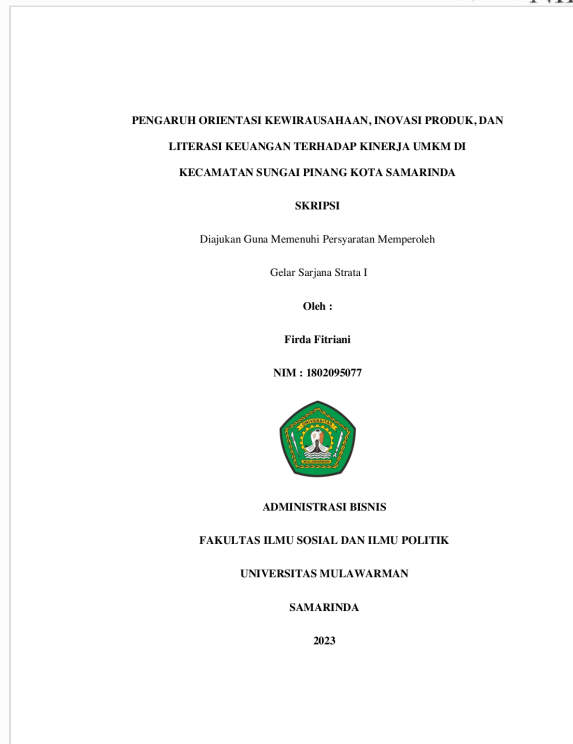 PENGARUH ORIENTASI KEWIRAUSAHAAN, INOVASI PRODUK, DAN
LITERASI KEUANGAN TERHADAP KINERJA UMKM DI
KECAMATAN SUNGAI PINANG KOTA SAMARINDA
SKRIPSI
Diajukan Guna Memenuhi Persyaratan Memperoleh
Gelar Sarjana Strata I
Oleh :
Firda Fitriani
NIM : 1802095077
UNIVERSITAS
MULAWARMAN
ADMINISTRASI BISNIS
FAKULTAS ILMU SOSIAL DAN ILMU POLITIK
UNIVERSITAS MULAWARMAN
SAMARINDA
2023